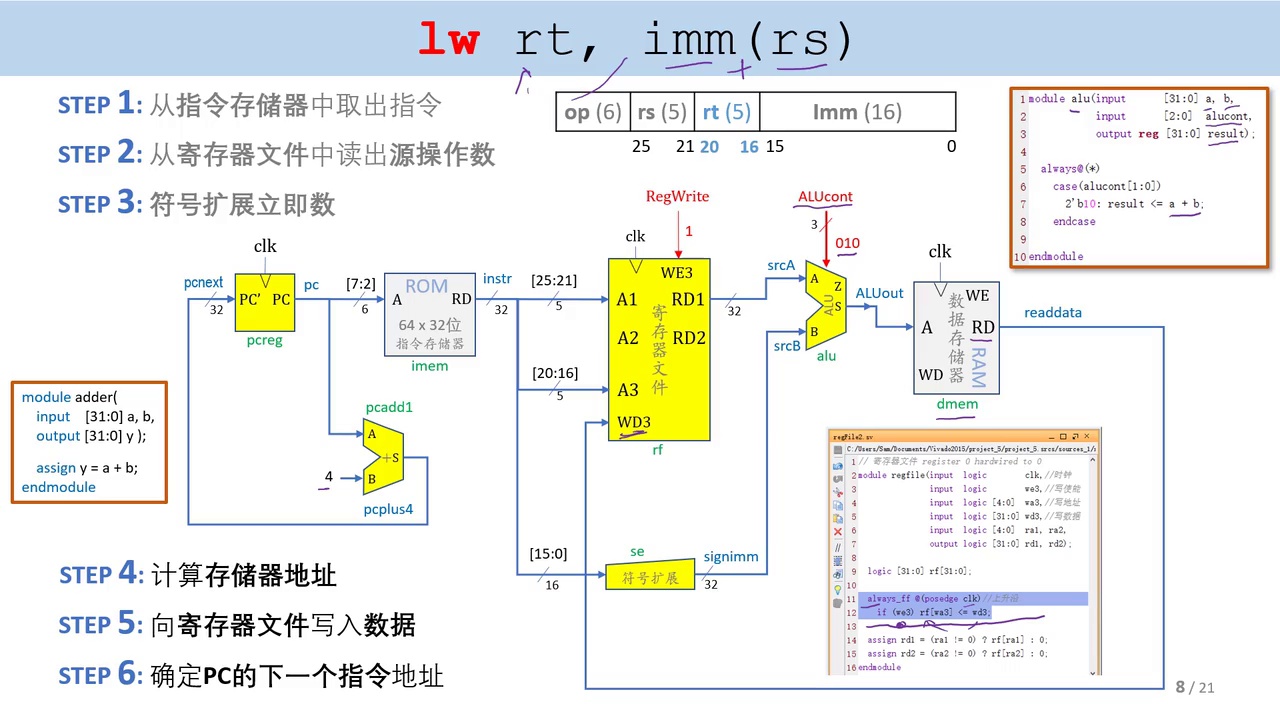 lw rt, imm(rs)
STEP 1: 从指令存储器中取出指令
STEP 2: 从寄存器文件中读出源操作数
STEP 3: 符号扩展立即数
op (6) rs (5) rt (5) Imm (16)
25 21 20 16 15 0
1 module alu(input [31:0] a, b,
2 input [2:0] alucont,
3 output reg [31:0] result);
4
5 always@(*)
6 case(alucont[1:0])
7 2'b10: result <= a + b;
8 endcase
9
10 endmodule
RegWrite
1
clk
WE3
A1 RD1
A2 RD2
A3
WD3
寄存器文件
rf
ALUcont
3
010
srcA
srcB
A
B
Z
S
ALU
alu
ALUout
clk
WE
A RD
WD
数据存储器
RAM
dmem
readdata
clk
pcnext
32
PC' PC
pcreg
pc
[7:2]
6
ROM
A RD
64 x 32位
指令存储器
imem
instr
32
[25:21]
5
32
[20:16]
5
module adder(
input [31:0] a, b,
output [31:0] y );
assign y = a + b;
endmodule
pcadd1
A
+ S
B
4
pcplus4
[15:0]
16
se
符号扩展
signimm
32
regFile2.sv
C:/Users/Sam/Documents/Vivado2015/project_5/project_5.srcs/sources_1/
1 // 寄存器文件 register 0 hardwired to 0
2 module regfile(input logic clk,//时钟
3 input logic we3,//写使能
4 input logic [4:0] wa3,//写地址
5 input logic [31:0] wd3,//写数据
6 input logic [4:0] ra1, ra2,
7 output logic [31:0] rd1, rd2);
8
9 logic [31:0] rf[31:0];
10
11 always_ff @(posedge clk)//上升沿
12 if (we3) rf[wa3] <= wd3;
13
14 assign rd1 = (ra1 != 0) ? rf[ra1] : 0;
15 assign rd2 = (ra2 != 0) ? rf[ra2] : 0;
16 endmodule
STEP 4: 计算存储器地址
STEP 5: 向寄存器文件写入数据
STEP 6: 确定PC的下一个指令地址
8 / 21